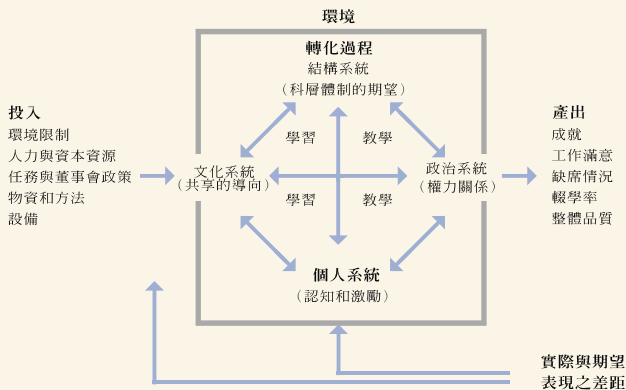 環境
轉化過程
結構系統
（科層體制的期望）
投入
環境限制
人力與資本資源
任務與董事會政策
物資和方法
設備
學習
教學
文化系統
（共享的導向）
政治系統
（權力關係）
學習
教學
個人系統
（認知和激勵）
產出
成就
工作滿意
缺席情況
輟學率
整體品質
實際與期望
表現之差距